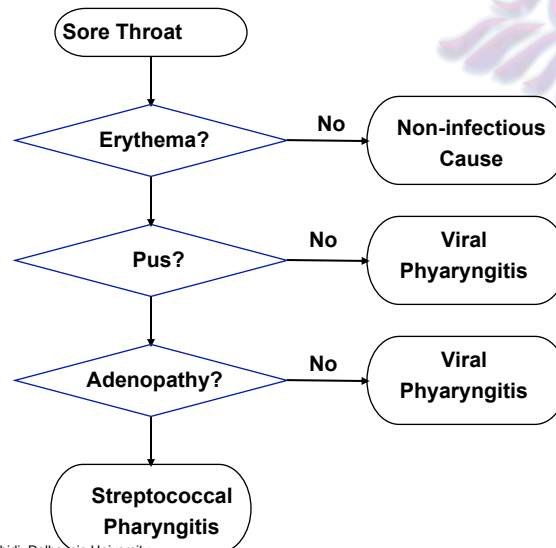 Sore Throat
Erythema?
No
Non-infectious
Cause
Pus?
No
Viral
Phyaryngitis
Adenopathy?
No
Viral
Phyaryngitis
Streptococcal
Pharyngitis